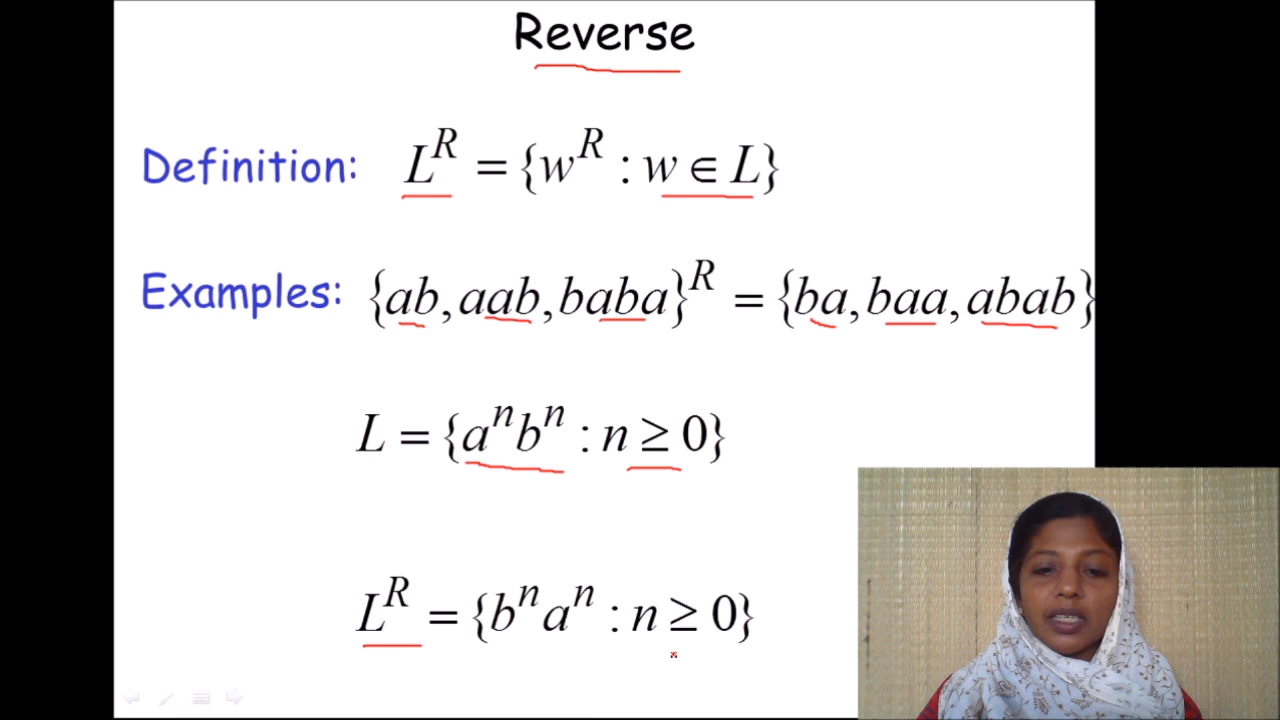 Reverse
Definition: L^R = {w^R : w ∈ L}
Examples: {ab, aab, baba}^R = {ba, baa, abab}
L = {a^n b^n : n ≥ 0}
L^R = {b^n a^n : n ≥ 0}